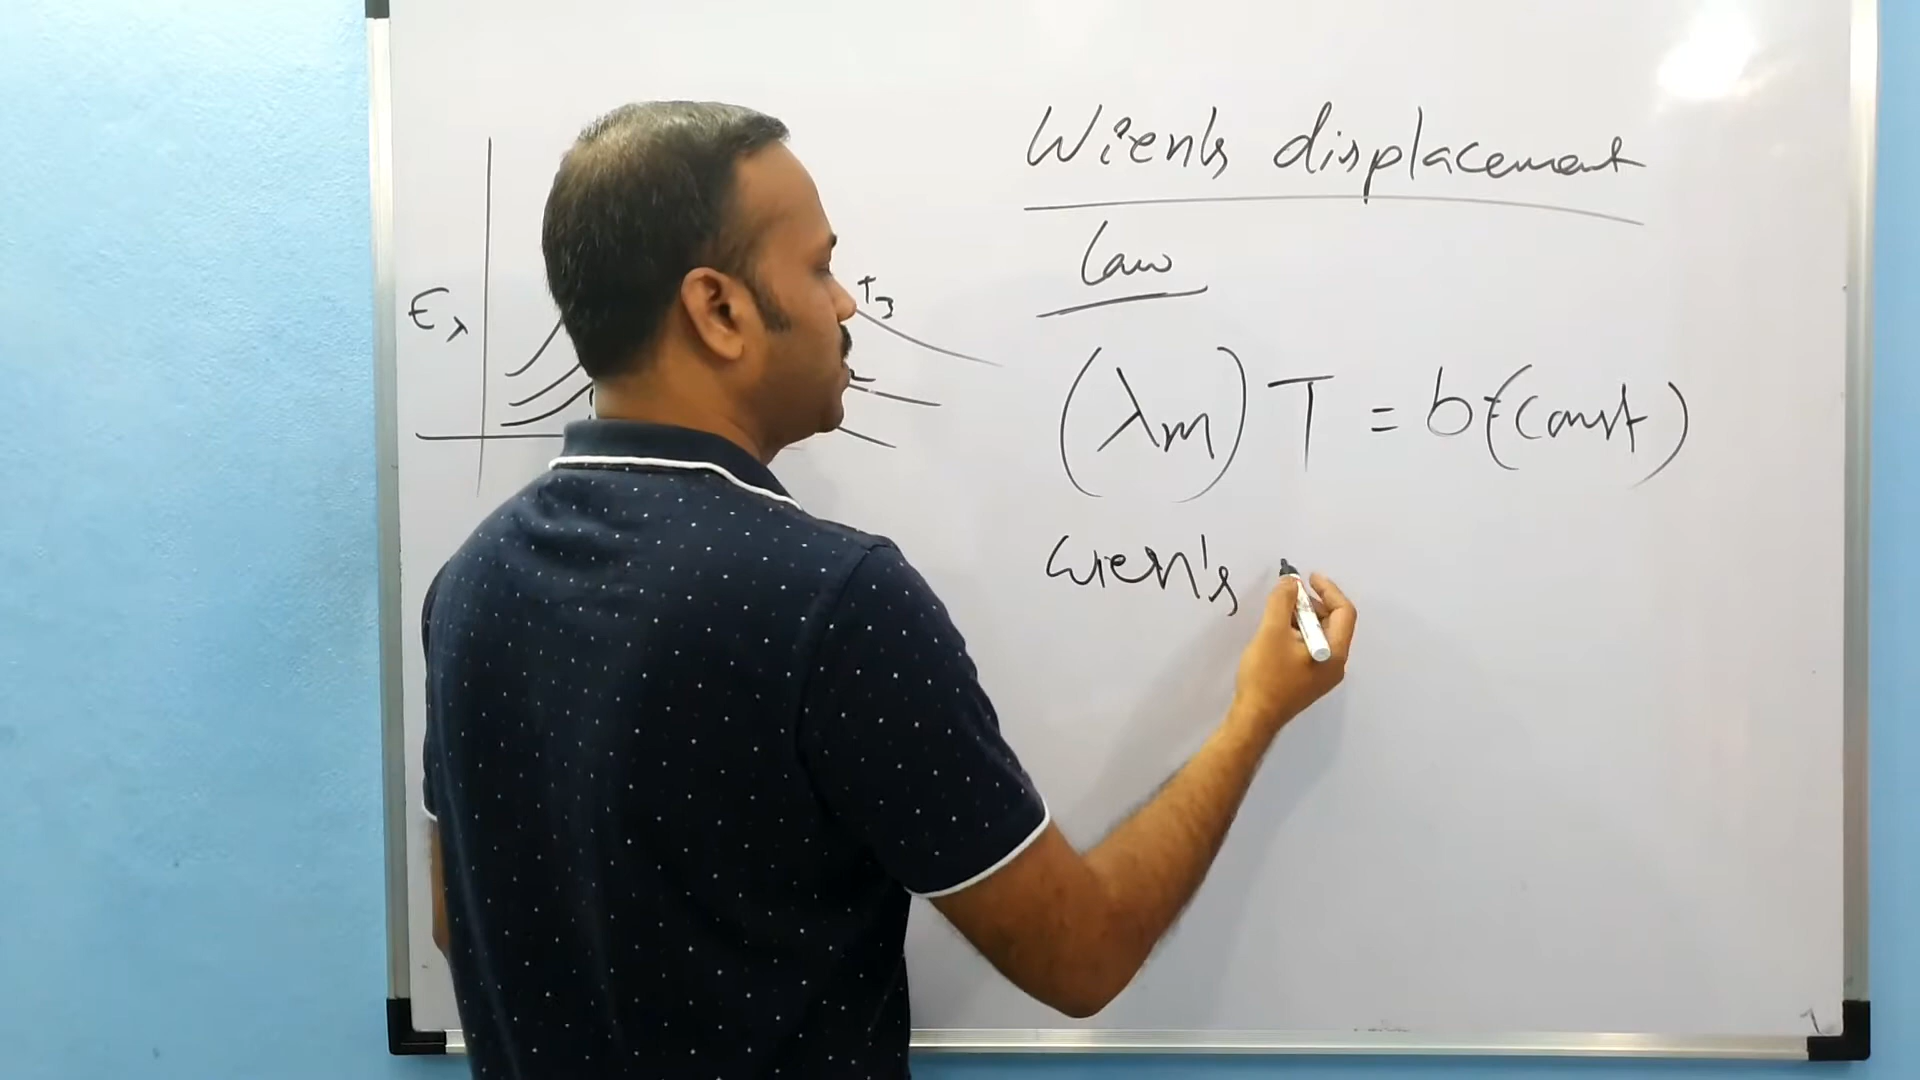 Wien's displacement
Law
(λm) T = b (const)
Wien's
Eλ
T3